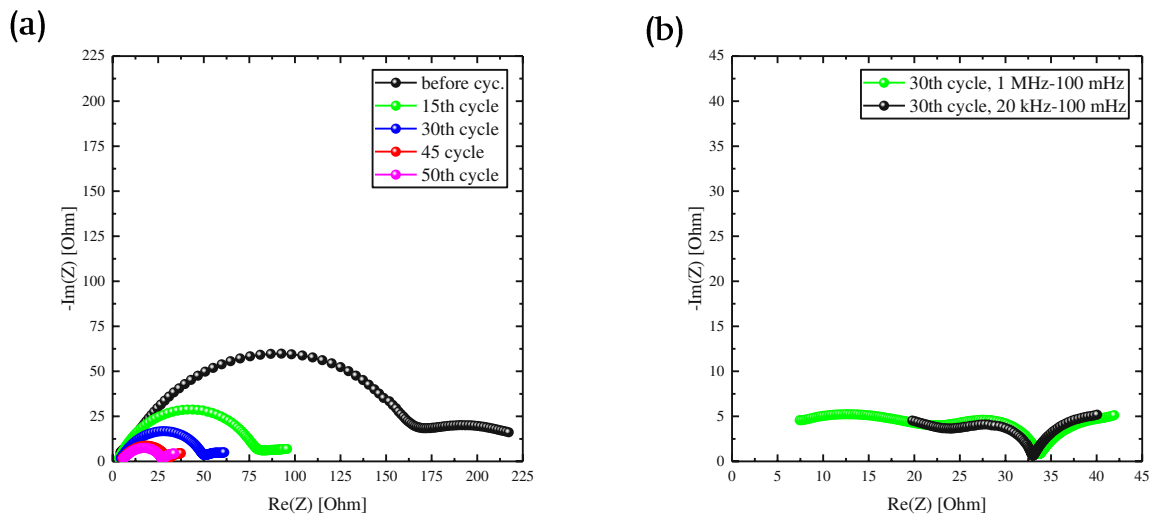 (a)
225
200
175
150
125
100
75
50
25
0
-Im(Z) [Ohm]
before cyc.
15th cycle
30th cycle
45 cycle
50th cycle
0 25 50 75 100 125 150 175 200 225
Re(Z) [Ohm]
(b)
45
40
35
30
25
20
15
10
5
0
-Im(Z) [Ohm]
30th cycle, 1 MHz-100 mHz
30th cycle, 20 kHz-100 mHz
0 5 10 15 20 25 30 35 40 45
Re(Z) [Ohm]